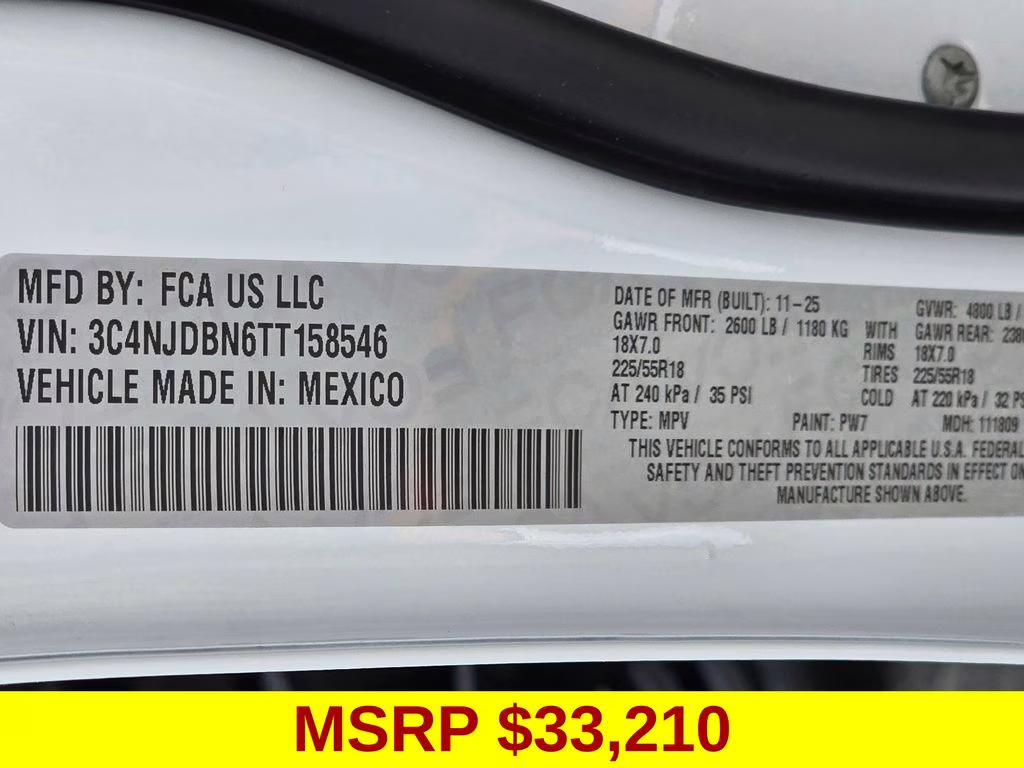 MFD BY: FCA US LLC
VIN: 3C4NJDBN6TT158546
VEHICLE MADE IN: MEXICO
DATE OF MFR (BUILT): 11-25
GVWR: 4800 LB /
GAWR FRONT: 2600 LB / 1180 KG WITH GAWR REAR:
18X7.0 RIMS 18X7.0
225/55R18 TIRES 225/55R18
AT 240 kPa / 35 PSI COLD AT 220 kPa / 32
TYPE: MPV PAINT: PW7 MDH: 111809
THIS VEHICLE CONFORMS TO ALL APPLICABLE U.S.A. FEDERAL
SAFETY AND THEFT PREVENTION STANDARDS IN EFFECT ON
MANUFACTURE SHOWN ABOVE.
MSRP $33,210